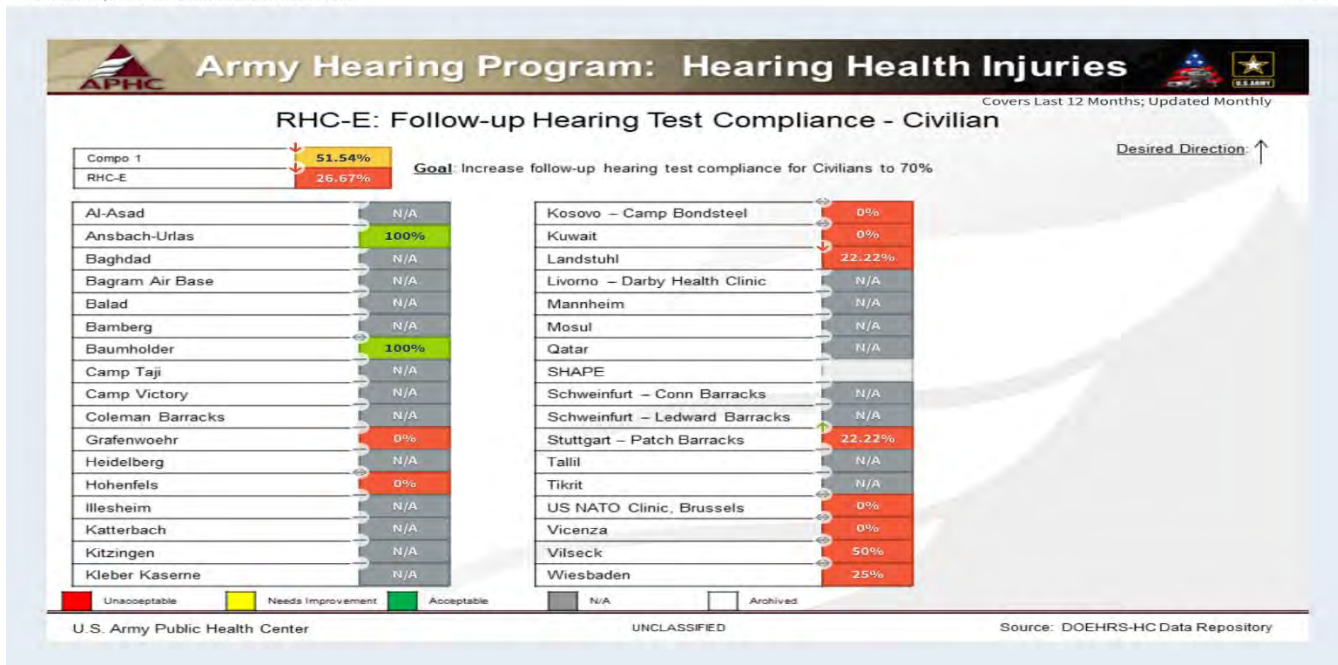 APHC
Army Hearing Program: Hearing Health Injuries
U.S. ARMY
Covers Last 12 Months; Updated Monthly
RHC-E: Follow-up Hearing Test Compliance - Civilian
Desired Direction:
Compo 1 51.54%
RHC-E 26.67%
Goal: Increase follow-up hearing test compliance for Civilians to 70%
Al-Asad N/A
Ansbach-Urlas 100%
Baghdad N/A
Bagram Air Base N/A
Balad N/A
Bamberg N/A
Baumholder 100%
Camp Taji N/A
Camp Victory N/A
Coleman Barracks N/A
Grafenwoehr 0%
Heidelberg N/A
Hohenfels 0%
Illesheim N/A
Katterbach N/A
Kitzingen N/A
Kleber Kaserne N/A
Kosovo – Camp Bondsteel 0%
Kuwait 0%
Landstuhl 22.22%
Livorno – Darby Health Clinic N/A
Mannheim N/A
Mosul N/A
Qatar N/A
SHAPE
Schweinfurt – Conn Barracks N/A
Schweinfurt – Ledward Barracks N/A
Stuttgart – Patch Barracks 22.22%
Tallil N/A
Tikrit N/A
US NATO Clinic, Brussels 0%
Vicenza 0%
Vilseck 50%
Wiesbaden 25%
Unacceptable Needs Improvement Acceptable N/A Archived
U.S. Army Public Health Center UNCLASSIFIED Source: DOEHRS-HC Data Repository